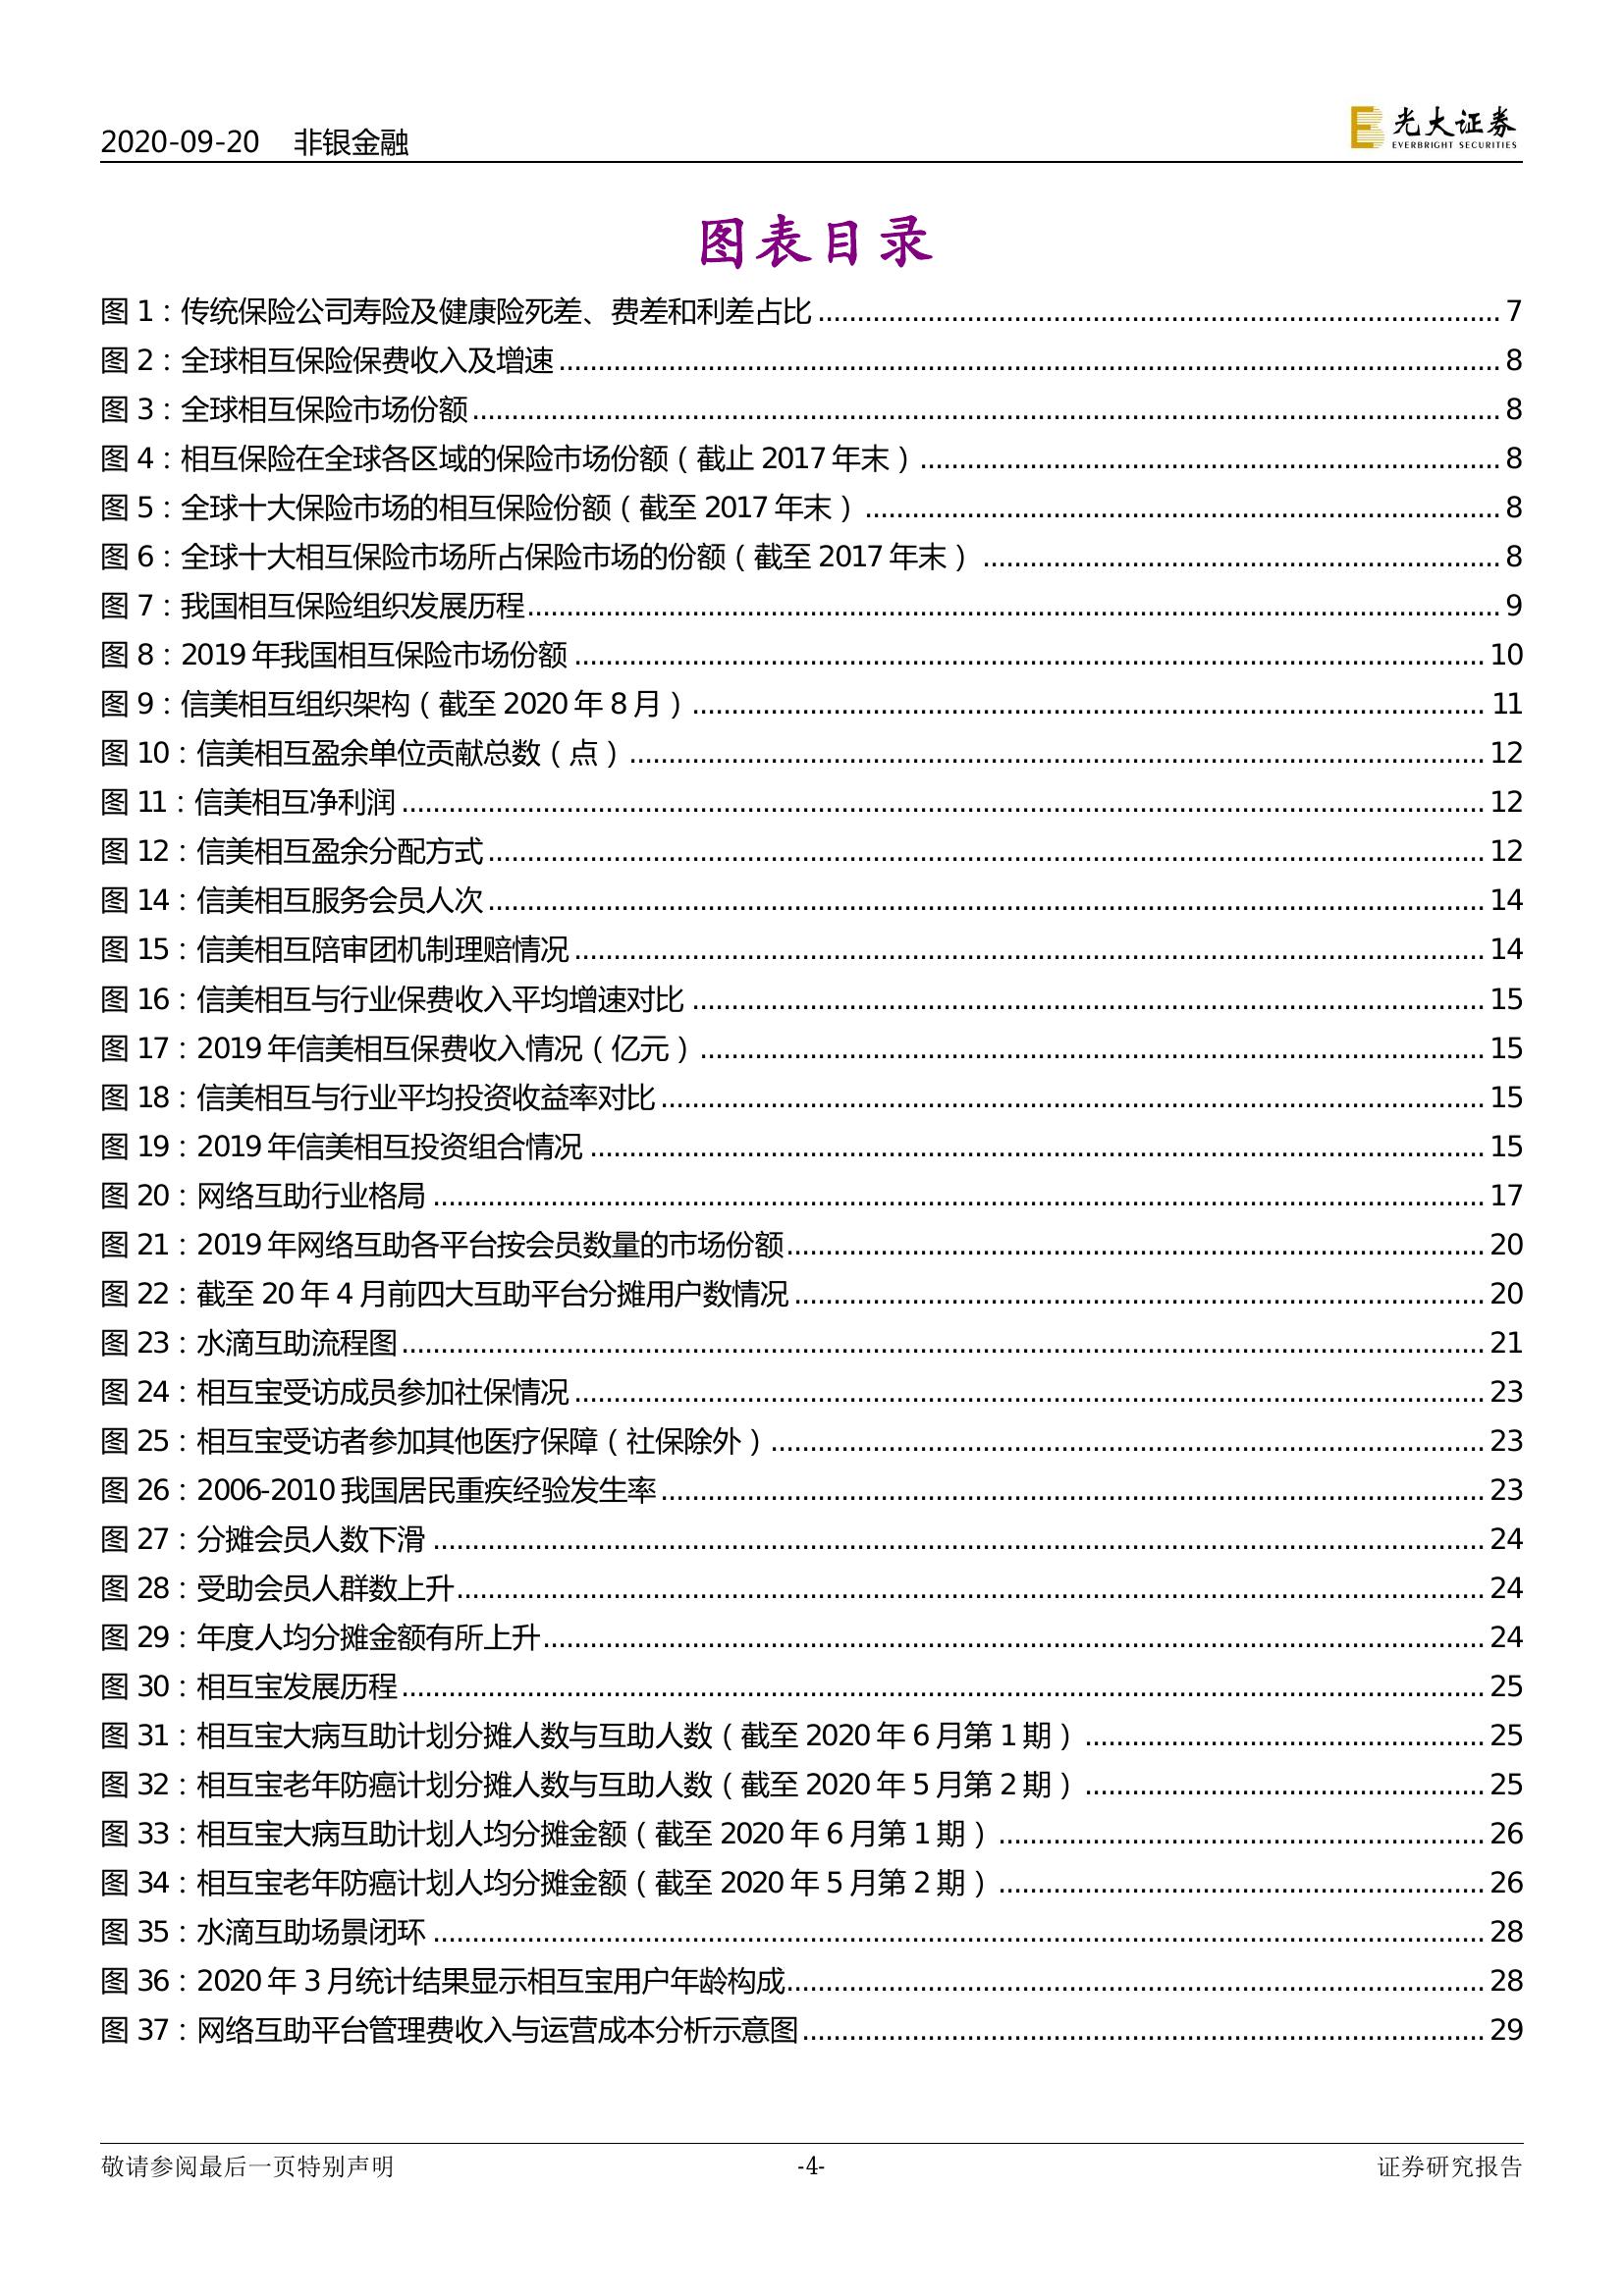 2020-09-20 非银金融
光大证券
EVERBRIGHT SECURITIES
图表目录
图 1：传统保险公司寿险及健康险死差、费差和利差占比 ........ 7
图 2：全球相互保险保费收入及增速 ........ 8
图 3：全球相互保险市场份额 ........ 8
图 4：相互保险在全球各区域的保险市场份额（截止 2017 年末） ........ 8
图 5：全球十大保险市场的相互保险份额（截至 2017 年末） ........ 8
图 6：全球十大相互保险市场所占保险市场的份额（截至 2017 年末） ........ 8
图 7：我国相互保险组织发展历程 ........ 9
图 8：2019 年我国相互保险市场份额 ........ 10
图 9：信美相互组织架构（截至 2020 年 8 月） ........ 11
图 10：信美相互盈余单位贡献总数（点） ........ 12
图 11：信美相互净利润 ........ 12
图 12：信美相互盈余分配方式 ........ 12
图 14：信美相互服务会员人次 ........ 14
图 15：信美相互陪审团机制理赔情况 ........ 14
图 16：信美相互与行业保费收入平均增速对比 ........ 15
图 17：2019 年信美相互保费收入情况（亿元） ........ 15
图 18：信美相互与行业平均投资收益率对比 ........ 15
图 19：2019 年信美相互投资组合情况 ........ 15
图 20：网络互助行业格局 ........ 17
图 21：2019 年网络互助各平台按会员数量的市场份额 ........ 20
图 22：截至 20 年 4 月前四大互助平台分摊用户数情况 ........ 20
图 23：水滴互助流程图 ........ 21
图 24：相互宝受访成员参加社保情况 ........ 23
图 25：相互宝受访者参加其他医疗保障（社保除外） ........ 23
图 26：2006-2010 我国居民重疾经验发生率 ........ 23
图 27：分摊会员人数下滑 ........ 24
图 28：受助会员人群数上升 ........ 24
图 29：年度人均分摊金额有所上升 ........ 24
图 30：相互宝发展历程 ........ 25
图 31：相互宝大病互助计划分摊人数与互助人数（截至 2020 年 6 月第 1 期） ........ 25
图 32：相互宝老年防癌计划分摊人数与互助人数（截至 2020 年 5 月第 2 期） ........ 25
图 33：相互宝大病互助计划人均分摊金额（截至 2020 年 6 月第 1 期） ........ 26
图 34：相互宝老年防癌计划人均分摊金额（截至 2020 年 5 月第 2 期） ........ 26
图 35：水滴互助场景闭环 ........ 28
图 36：2020 年 3 月统计结果显示相互宝用户年龄构成 ........ 28
图 37：网络互助平台管理费收入与运营成本分析示意图 ........ 29
敬请参阅最后一页特别声明 -4- 证券研究报告